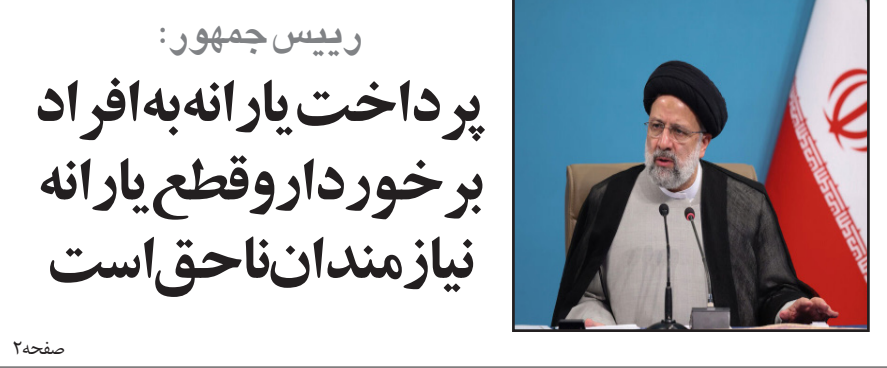 رییس جمهور:
پرداخت یارانه به افراد
برخوردار و قطع یارانه
نیازمندان ناحق است
صفحه۲